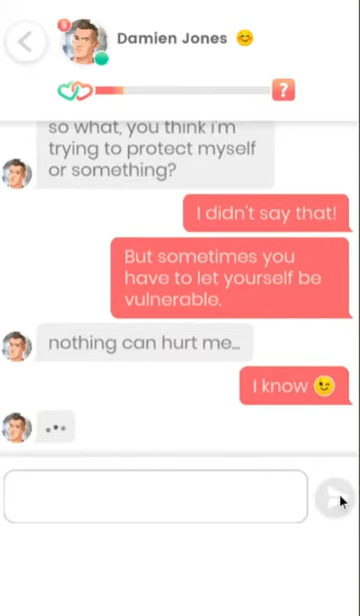 Damien Jones 😊
?
so what, you think i'm
trying to protect myself
or something?
I didn't say that!
But sometimes you
have to let yourself be
vulnerable.
nothing can hurt me...
I know 😉
...